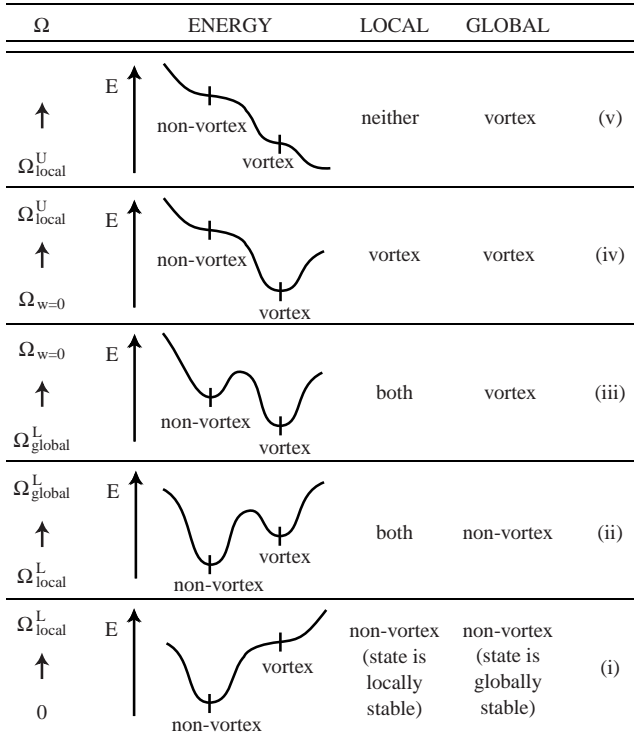 Ω ENERGY LOCAL GLOBAL
E
non-vortex
vortex
Ω^U_local
neither vortex (v)
Ω^U_local
E
non-vortex
vortex
Ω_w=0
vortex vortex (iv)
Ω_w=0
E
non-vortex
vortex
Ω^L_global
both vortex (iii)
Ω^L_global
E
vortex
non-vortex
Ω^L_local
both non-vortex (ii)
Ω^L_local
E
vortex
non-vortex
0
non-vortex non-vortex
(state is (state is (i)
locally globally
stable) stable)